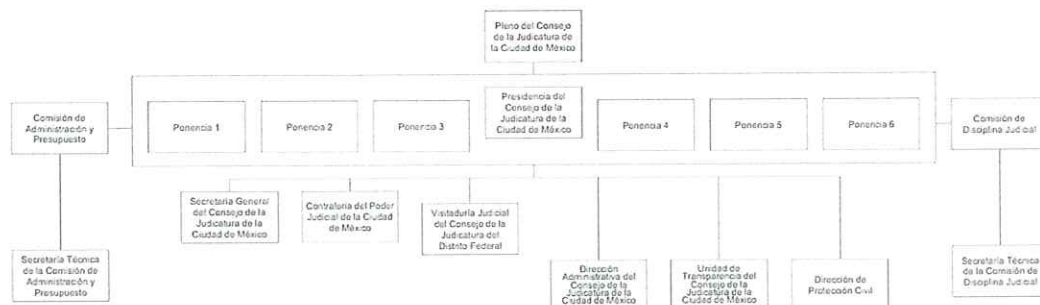 Pleno del Consejo
de la Judicatura de
la Ciudad de México
Comisión de
Administración y
Presupuesto
Ponencia 1
Ponencia 2
Ponencia 3
Presidencia del
Consejo de la
Judicatura de la
Ciudad de México
Ponencia 4
Ponencia 5
Ponencia 6
Comisión de
Disciplina Judicial
Secretaría General
del Consejo de la
Judicatura de la
Ciudad de México
Contraloría del Poder
Judicial de la Ciudad
de México
Visitaduría Judicial
del Consejo de la
Judicatura del
Distrito Federal
Secretaría Técnica
de la Comisión de
Administración y
Presupuesto
Dirección
Administrativa del
Consejo de la
Judicatura de la
Ciudad de México
Unidad de
Transparencia del
Consejo de la
Judicatura de la
Ciudad de México
Dirección de
Protección Civil
Secretaría Técnica
de la Comisión de
Disciplina Judicial